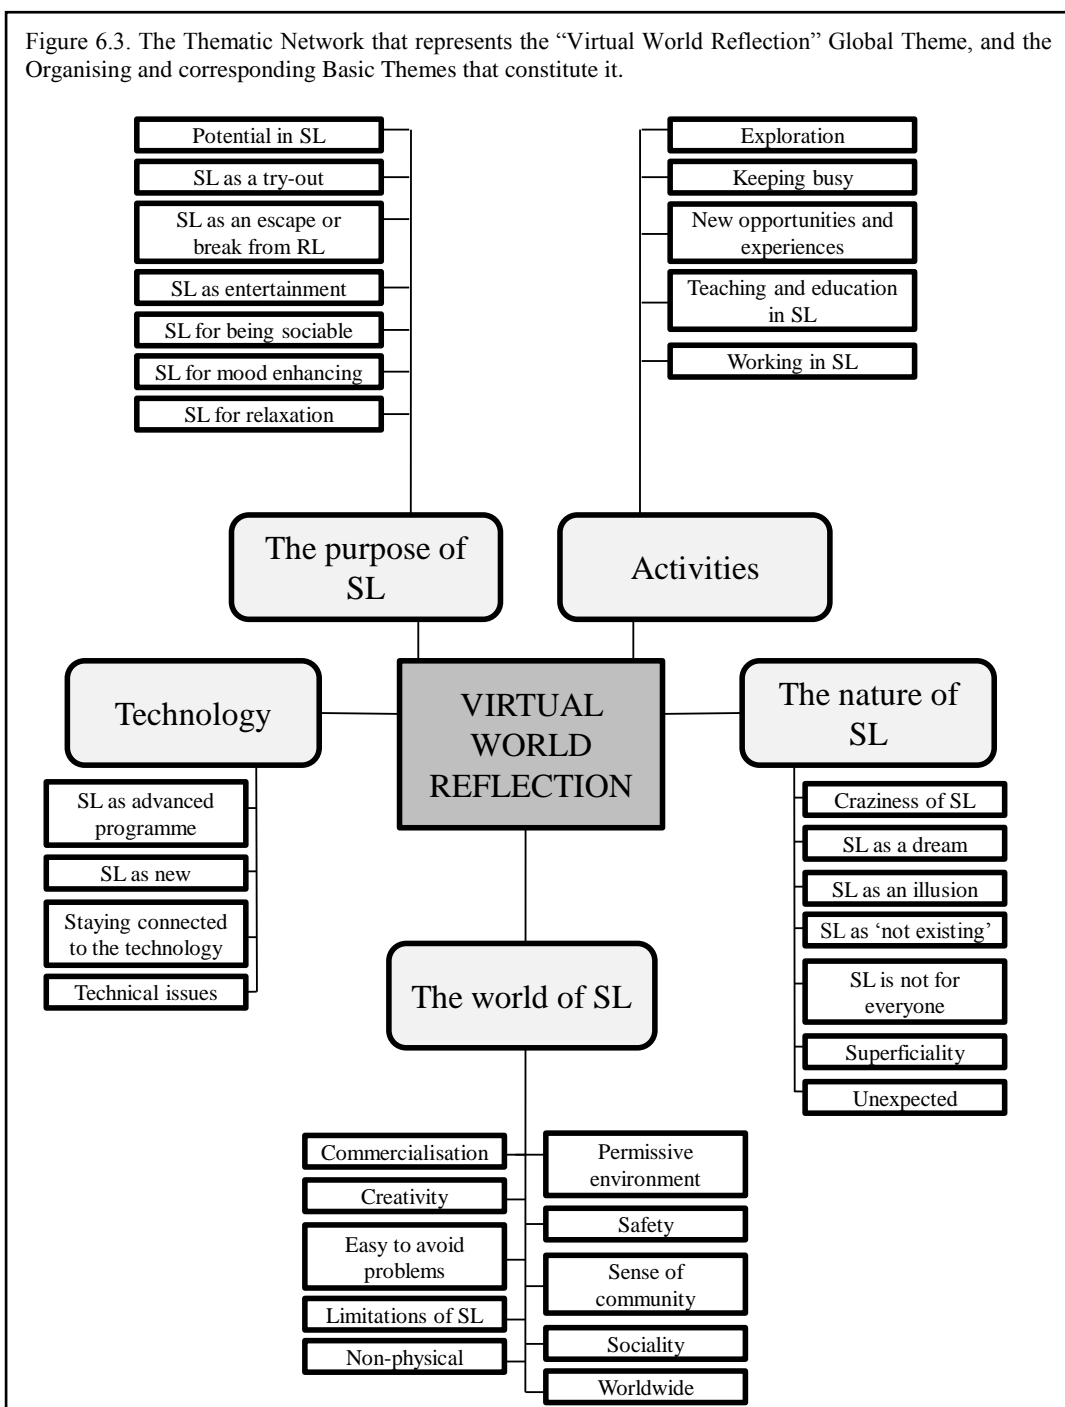 Figure 6.3. The Thematic Network that represents the “Virtual World Reflection” Global Theme, and the
Organising and corresponding Basic Themes that constitute it.
Potential in SL
SL as a try-out
SL as an escape or
break from RL
SL as entertainment
SL for being sociable
SL for mood enhancing
SL for relaxation
Exploration
Keeping busy
New opportunities and
experiences
Teaching and education
in SL
Working in SL
The purpose of
SL
Activities
Technology
VIRTUAL
WORLD
REFLECTION
The nature of
SL
SL as advanced
programme
SL as new
Staying connected
to the technology
Technical issues
Craziness of SL
SL as a dream
SL as an illusion
SL as ‘not existing’
SL is not for
everyone
Superficiality
Unexpected
The world of SL
Commercialisation
Creativity
Easy to avoid
problems
Limitations of SL
Non-physical
Permissive
environment
Safety
Sense of
community
Sociality
Worldwide